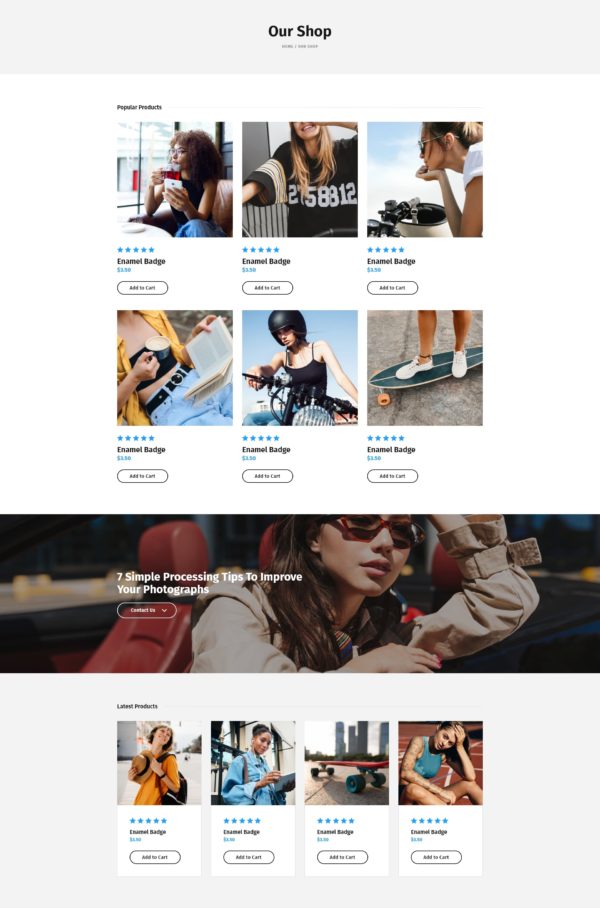 Our Shop
HOME / OUR SHOP
Popular Products
2758812
Enamel Badge
$3.50
Add to Cart
Enamel Badge
$3.50
Add to Cart
Enamel Badge
$3.50
Add to Cart
Enamel Badge
$3.50
Add to Cart
Enamel Badge
$3.50
Add to Cart
Enamel Badge
$3.50
Add to Cart
7 Simple Processing Tips To Improve
Your Photographs
Contact Us
Latest Products
Enamel Badge
$3.50
Add to Cart
Enamel Badge
$3.50
Add to Cart
Enamel Badge
$3.50
Add to Cart
Enamel Badge
$3.50
Add to Cart